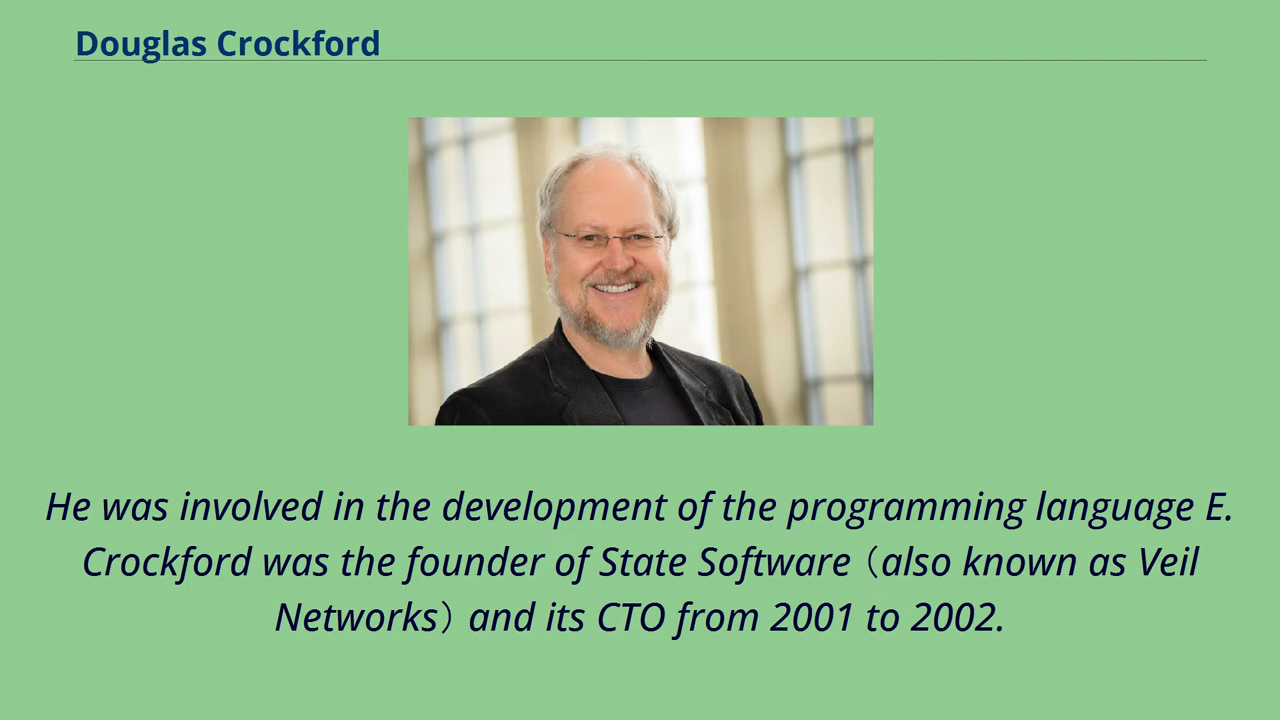 Douglas Crockford
He was involved in the development of the programming language E.
Crockford was the founder of State Software（also known as Veil
Networks）and its CTO from 2001 to 2002.